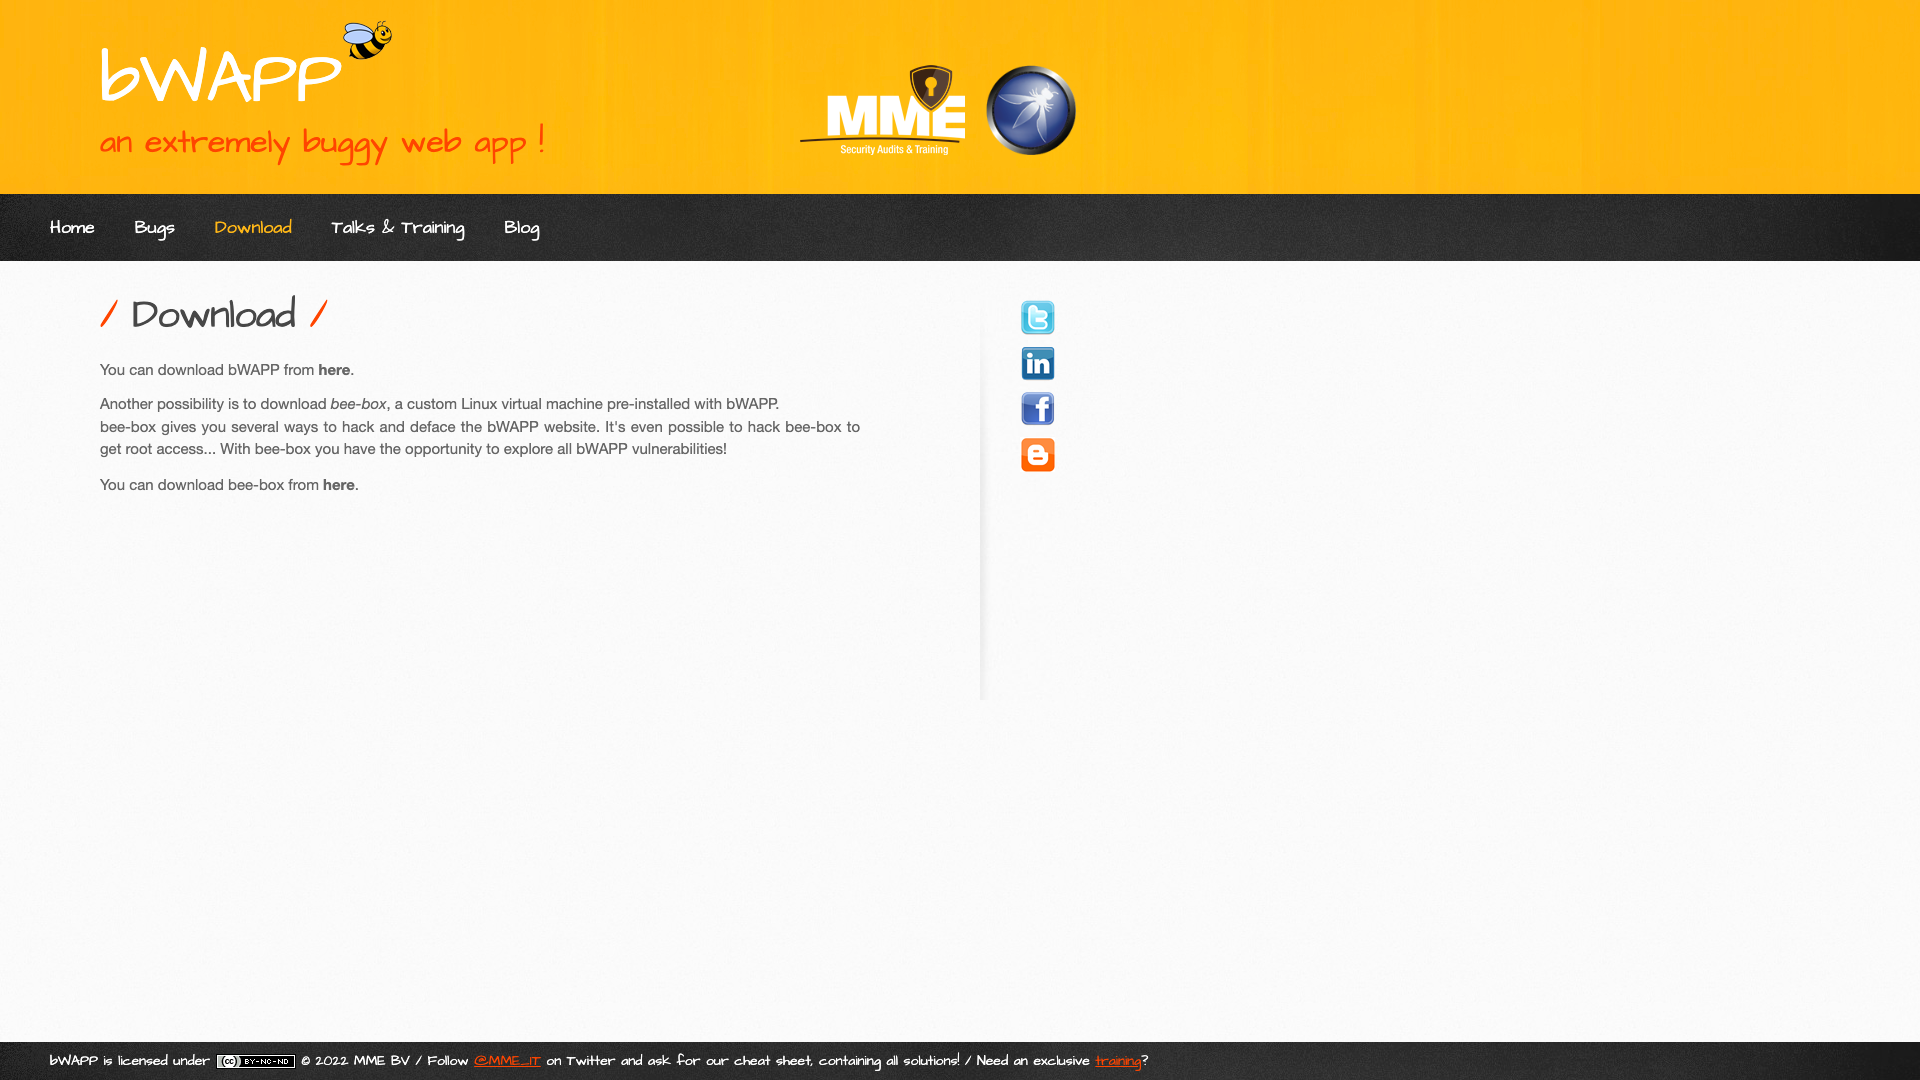 bWAPP
an extremely buggy web app !
MME
Security Audits & Training
Home Bugs Download Talks & Training Blog
/ Download /
You can download bWAPP from here.
Another possibility is to download bee-box, a custom Linux virtual machine pre-installed with bWAPP.
bee-box gives you several ways to hack and deface the bWAPP website. It's even possible to hack bee-box to
get root access... With bee-box you have the opportunity to explore all bWAPP vulnerabilities!
You can download bee-box from here.
bWAPP is licensed under cc BY-NC-ND © 2022 MME BV / Follow @MME_IT on Twitter and ask for our cheat sheet, containing all solutions! / Need an exclusive training?